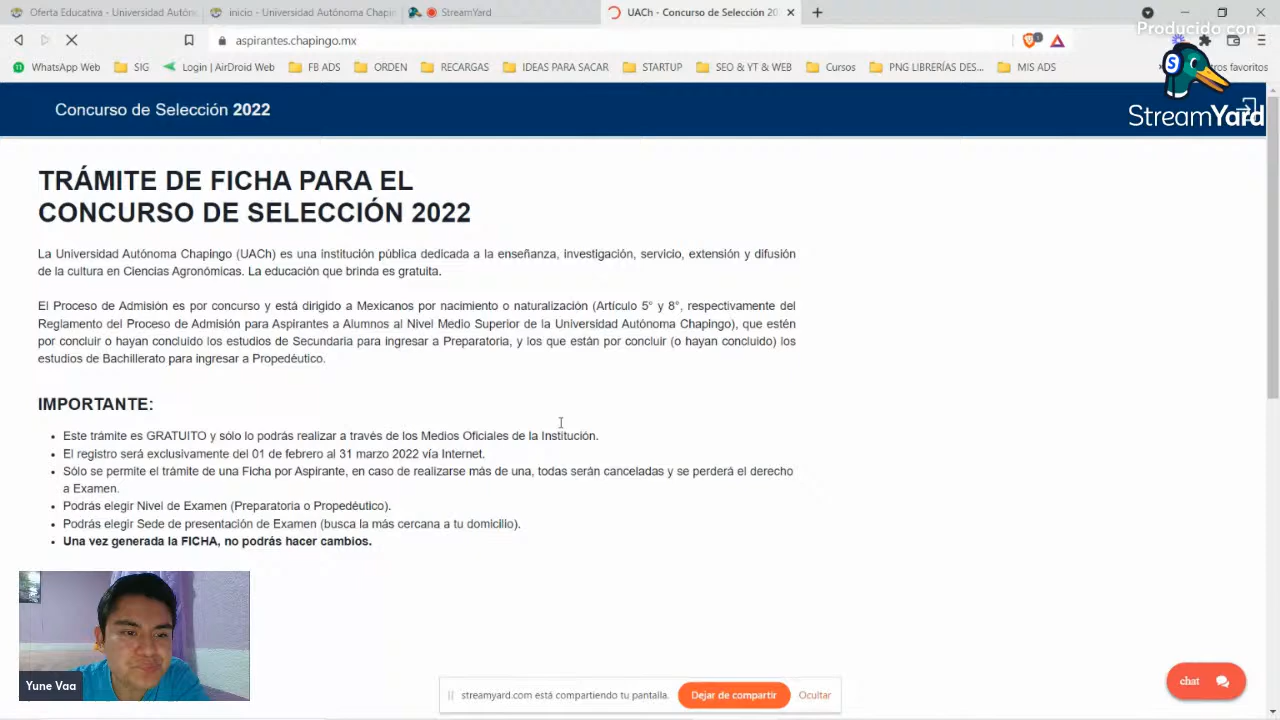 Oferta Educativa - Universidad Autón
inicio - Universidad Autónoma Chapin
StreamYard
UACh - Concurso de Selección 20
Producido con
aspirantes.chapingo.mx
WhatsApp Web
SIG
Login | AirDroid Web
FB ADS
ORDEN
RECARGAS
IDEAS PARA SACAR
STARTUP
SEO & YT & WEB
Cursos
PNG LIBRERÍAS DES...
MIS ADS
tros favoritos
StreamYard
Concurso de Selección 2022
TRÁMITE DE FICHA PARA EL
CONCURSO DE SELECCIÓN 2022
La Universidad Autónoma Chapingo (UACh) es una institución pública dedicada a la enseñanza, investigación, servicio, extensión y difusión
de la cultura en Ciencias Agronómicas. La educación que brinda es gratuita.
El Proceso de Admisión es por concurso y está dirigido a Mexicanos por nacimiento o naturalización (Artículo 5° y 8°, respectivamente del
Reglamento del Proceso de Admisión para Aspirantes a Alumnos al Nivel Medio Superior de la Universidad Autónoma Chapingo), que estén
por concluir o hayan concluido los estudios de Secundaria para ingresar a Preparatoria, y los que están por concluir (o hayan concluido) los
estudios de Bachillerato para ingresar a Propedéutico.
IMPORTANTE:
• Este trámite es GRATUITO y sólo lo podrás realizar a través de los Medios Oficiales de la Institución.
• El registro será exclusivamente del 01 de febrero al 31 marzo 2022 vía Internet.
• Sólo se permite el trámite de una Ficha por Aspirante, en caso de realizarse más de una, todas serán canceladas y se perderá el derecho
a Examen.
• Podrás elegir Nivel de Examen (Preparatoria o Propedéutico).
• Podrás elegir Sede de presentación de Examen (busca la más cercana a tu domicilio).
• Una vez generada la FICHA, no podrás hacer cambios.
Yune Vaa
streamyard.com está compartiendo tu pantalla.
Dejar de compartir
Ocultar
chat